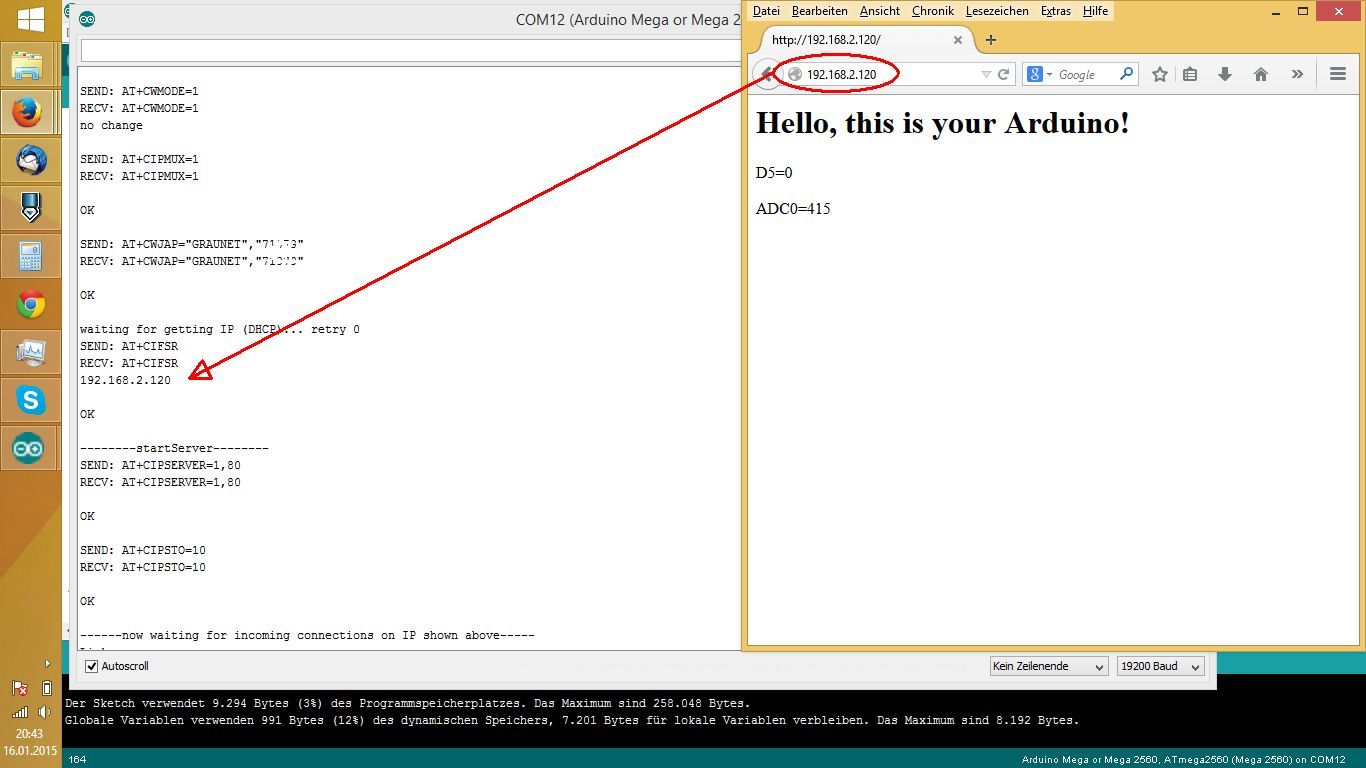 COM12 (Arduino Mega or Mega 2
SEND: AT+CWMODE=1
RECV: AT+CWMODE=1
no change
SEND: AT+CIPMUX=1
RECV: AT+CIPMUX=1
OK
SEND: AT+CWJAP="GRAUNET",
RECV: AT+CWJAP="GRAUNET",
OK
waiting for getting IP (DHCP)... retry 0
SEND: AT+CIFSR
RECV: AT+CIFSR
192.168.2.120
OK
--------startServer--------
SEND: AT+CIPSERVER=1,80
RECV: AT+CIPSERVER=1,80
OK
SEND: AT+CIPSTO=10
RECV: AT+CIPSTO=10
OK
------now waiting for incoming connections on IP shown above-----
Autoscroll
Kein Zeilenende
19200 Baud
Datei Bearbeiten Ansicht Chronik Lesezeichen Extras Hilfe
http://192.168.2.120/
192.168.2.120
Google
Hello, this is your Arduino!
D5=0
ADC0=415
Der Sketch verwendet 9.294 Bytes (3%) des Programmspeicherplatzes. Das Maximum sind 258.048 Bytes.
Globale Variablen verwenden 991 Bytes (12%) des dynamischen Speichers, 7.201 Bytes für lokale Variablen verbleiben. Das Maximum sind 8.192 Bytes.
164
Arduino Mega or Mega 2560, ATmega2560 (Mega 2560) on COM12
20:43
16.01.2015